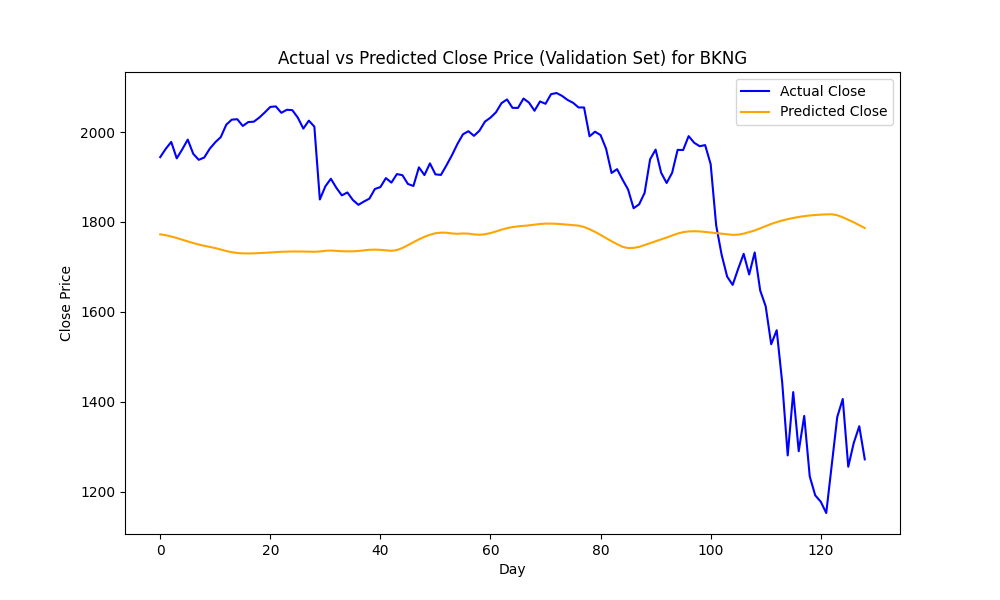 Actual vs Predicted Close Price (Validation Set) for BKNG
Actual Close
Predicted Close
Close Price
2000
1800
1600
1400
1200
0 20 40 60 80 100 120
Day